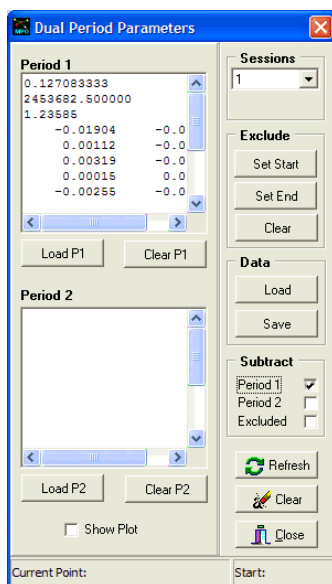 MPO Dual Period Parameters
Period 1
0.127083333
2453682.500000
1.23585
-0.01904 -0.0
0.00112 -0.0
0.00319 -0.0
0.00015 0.0
-0.00255 -0.0
Load P1 Clear P1
Period 2
Load P2 Clear P2
Show Plot
Sessions
1
Exclude
Set Start
Set End
Clear
Data
Load
Save
Subtract
Period 1
Period 2
Excluded
Refresh
Clear
Close
Current Point: Start: